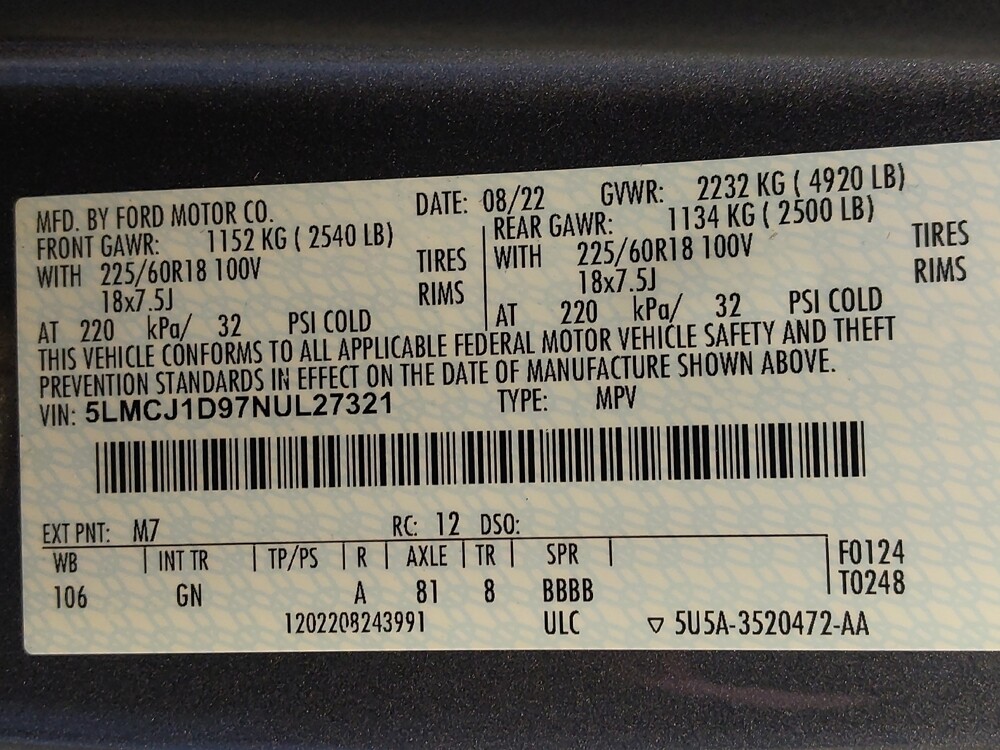 MFD. BY FORD MOTOR CO. DATE: 08/22 GVWR: 2232 KG ( 4920 LB)
FRONT GAWR: 1152 KG ( 2540 LB)
WITH 225/60R18 100V TIRES
18x7.5J RIMS
AT 220 kPa/ 32 PSI COLD
REAR GAWR: 1134 KG ( 2500 LB)
WITH 225/60R18 100V TIRES
18x7.5J RIMS
AT 220 kPa/ 32 PSI COLD
THIS VEHICLE CONFORMS TO ALL APPLICABLE FEDERAL MOTOR VEHICLE SAFETY AND THEFT
PREVENTION STANDARDS IN EFFECT ON THE DATE OF MANUFACTURE SHOWN ABOVE.
VIN: 5LMCJ1D97NUL27321 TYPE: MPV
EXT PNT: M7 RC: 12 DSO:
WB INT TR TP/PS R AXLE TR SPR F0124
106 GN A 81 8 BBBB T0248
1202208243991 ULC ▽ 5U5A-3520472-AA